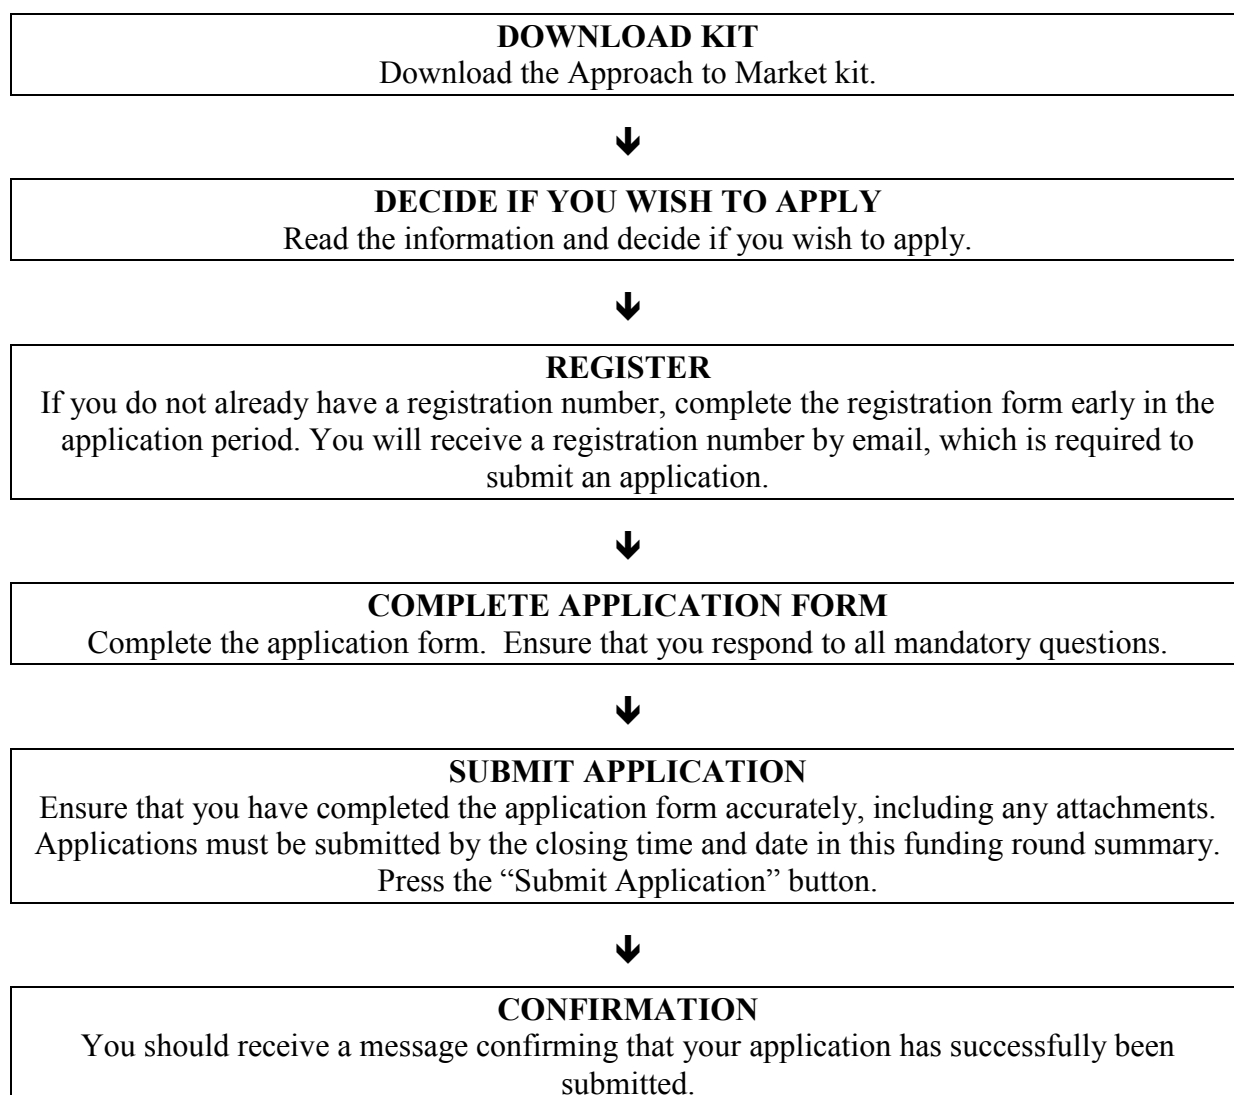 DOWNLOAD KIT
Download the Approach to Market kit.
DECIDE IF YOU WISH TO APPLY
Read the information and decide if you wish to apply.
REGISTER
If you do not already have a registration number, complete the registration form early in the
application period. You will receive a registration number by email, which is required to
submit an application.
COMPLETE APPLICATION FORM
Complete the application form.  Ensure that you respond to all mandatory questions.
SUBMIT APPLICATION
Ensure that you have completed the application form accurately, including any attachments.
Applications must be submitted by the closing time and date in this funding round summary.
Press the “Submit Application” button.
CONFIRMATION
You should receive a message confirming that your application has successfully been
submitted.